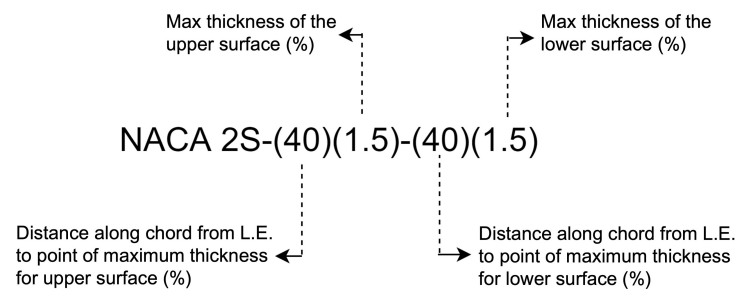 Max thickness of the
upper surface (%)
Max thickness of the
lower surface (%)
NACA 2S-(40)(1.5)-(40)(1.5)
Distance along chord from L.E.
to point of maximum thickness
for upper surface (%)
Distance along chord from L.E.
to point of maximum thickness
for lower surface (%)